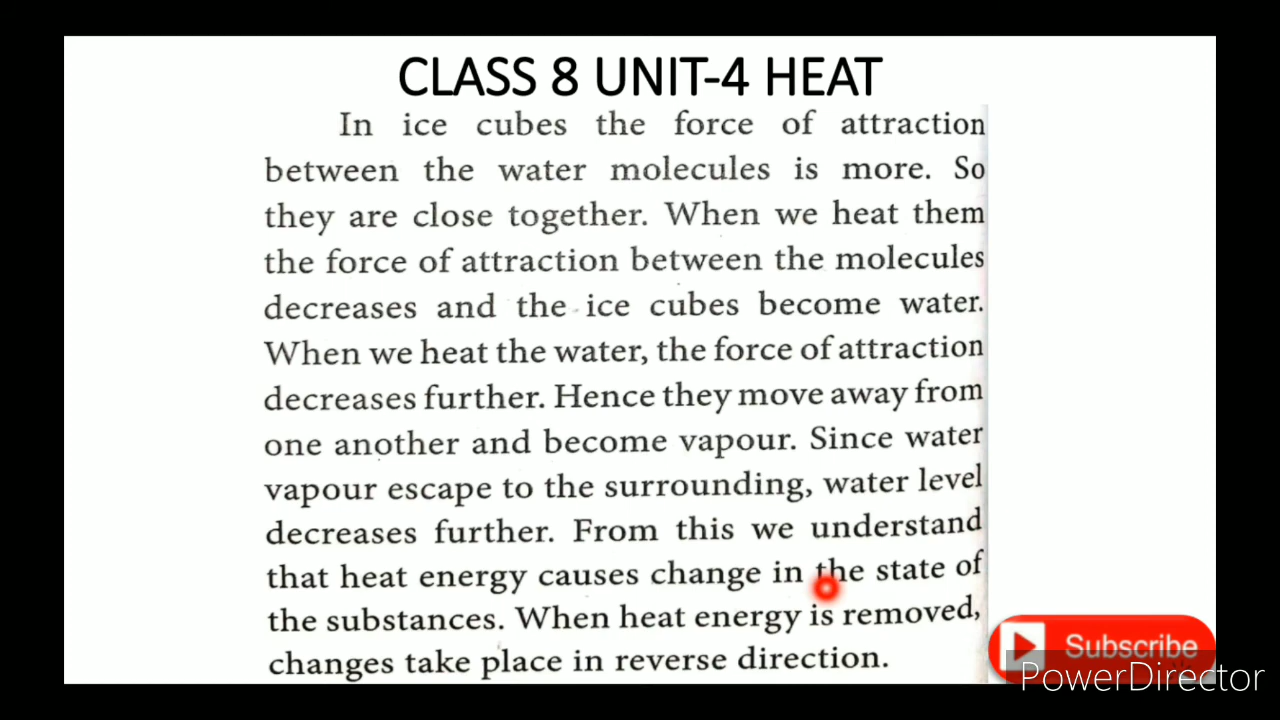 CLASS 8 UNIT-4 HEAT
In ice cubes the force of attraction
between the water molecules is more. So
they are close together. When we heat them
the force of attraction between the molecules
decreases and the ice cubes become water.
When we heat the water, the force of attraction
decreases further. Hence they move away from
one another and become vapour. Since water
vapour escape to the surrounding, water level
decreases further. From this we understand
that heat energy causes change in the state of
the substances. When heat energy is removed,
changes take place in reverse direction.
Subscribe
PowerDirector